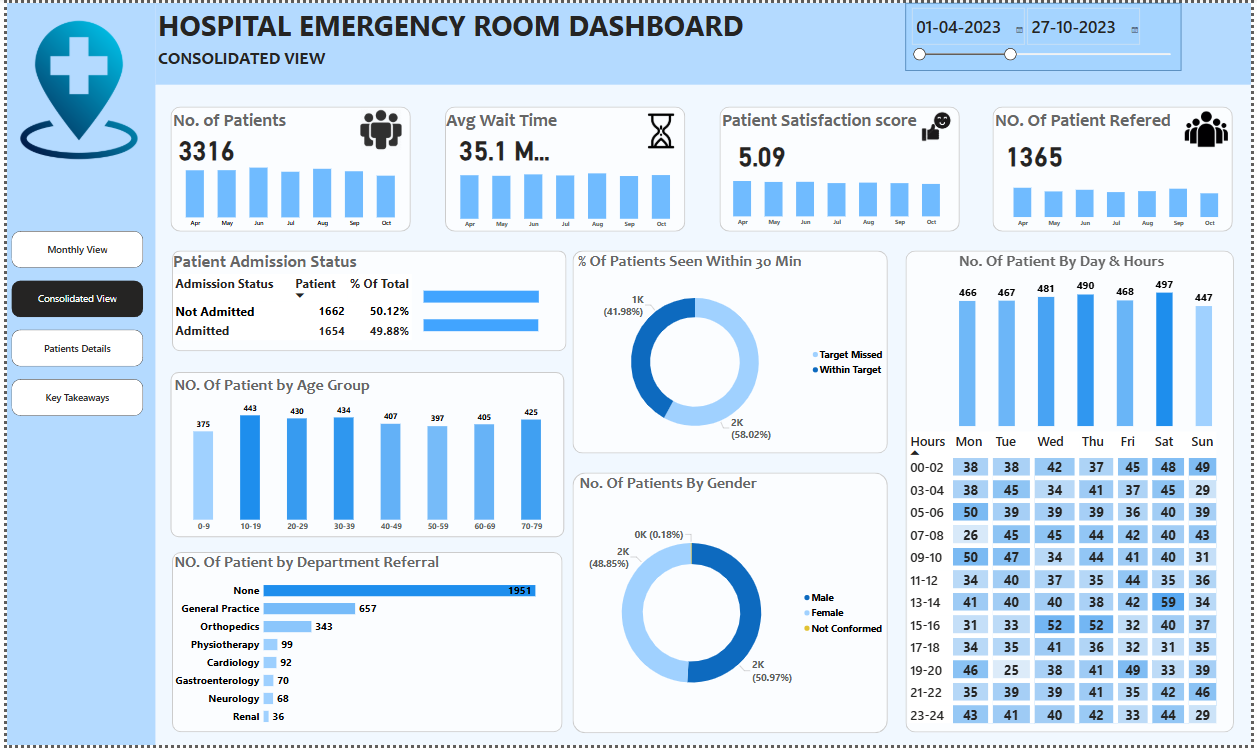 HOSPITAL EMERGENCY ROOM DASHBOARD
CONSOLIDATED VIEW
01-04-2023 27-10-2023
Monthly View
Consolidated View
Patients Details
Key Takeaways
No. of Patients
3316
Apr May Jun Jul Aug Sep Oct
Avg Wait Time
35.1 M...
Apr May Jun Jul Aug Sep Oct
Patient Satisfaction score
5.09
Apr May Jun Jul Aug Sep Oct
NO. Of Patient Refered
1365
Apr May Jun Jul Aug Sep Oct
Patient Admission Status
Admission Status Patient % Of Total
Not Admitted 1662 50.12%
Admitted 1654 49.88%
NO. Of Patient by Age Group
375 443 430 434 407 397 405 425
0-9 10-19 20-29 30-39 40-49 50-59 60-69 70-79
NO. Of Patient by Department Referral
None 1951
General Practice 657
Orthopedics 343
Physiotherapy 99
Cardiology 92
Gastroenterology 70
Neurology 68
Renal 36
% Of Patients Seen Within 30 Min
1K
(41.98%)
2K
(58.02%)
Target Missed
Within Target
No. Of Patients By Gender
0K (0.18%)
2K
(48.85%)
2K
(50.97%)
Male
Female
Not Conformed
No. Of Patient By Day & Hours
466 467 481 490 468 497 447
Hours Mon Tue Wed Thu Fri Sat Sun
00-02 38 38 42 37 45 48 49
03-04 38 45 34 41 37 45 29
05-06 50 39 39 39 36 40 39
07-08 26 45 45 44 42 40 43
09-10 50 47 34 44 41 40 31
11-12 34 40 37 35 44 35 36
13-14 41 40 40 38 42 59 34
15-16 31 33 52 52 32 40 37
17-18 34 35 41 36 32 31 35
19-20 46 25 38 41 49 33 39
21-22 35 39 39 41 35 42 46
23-24 43 41 40 42 33 44 29